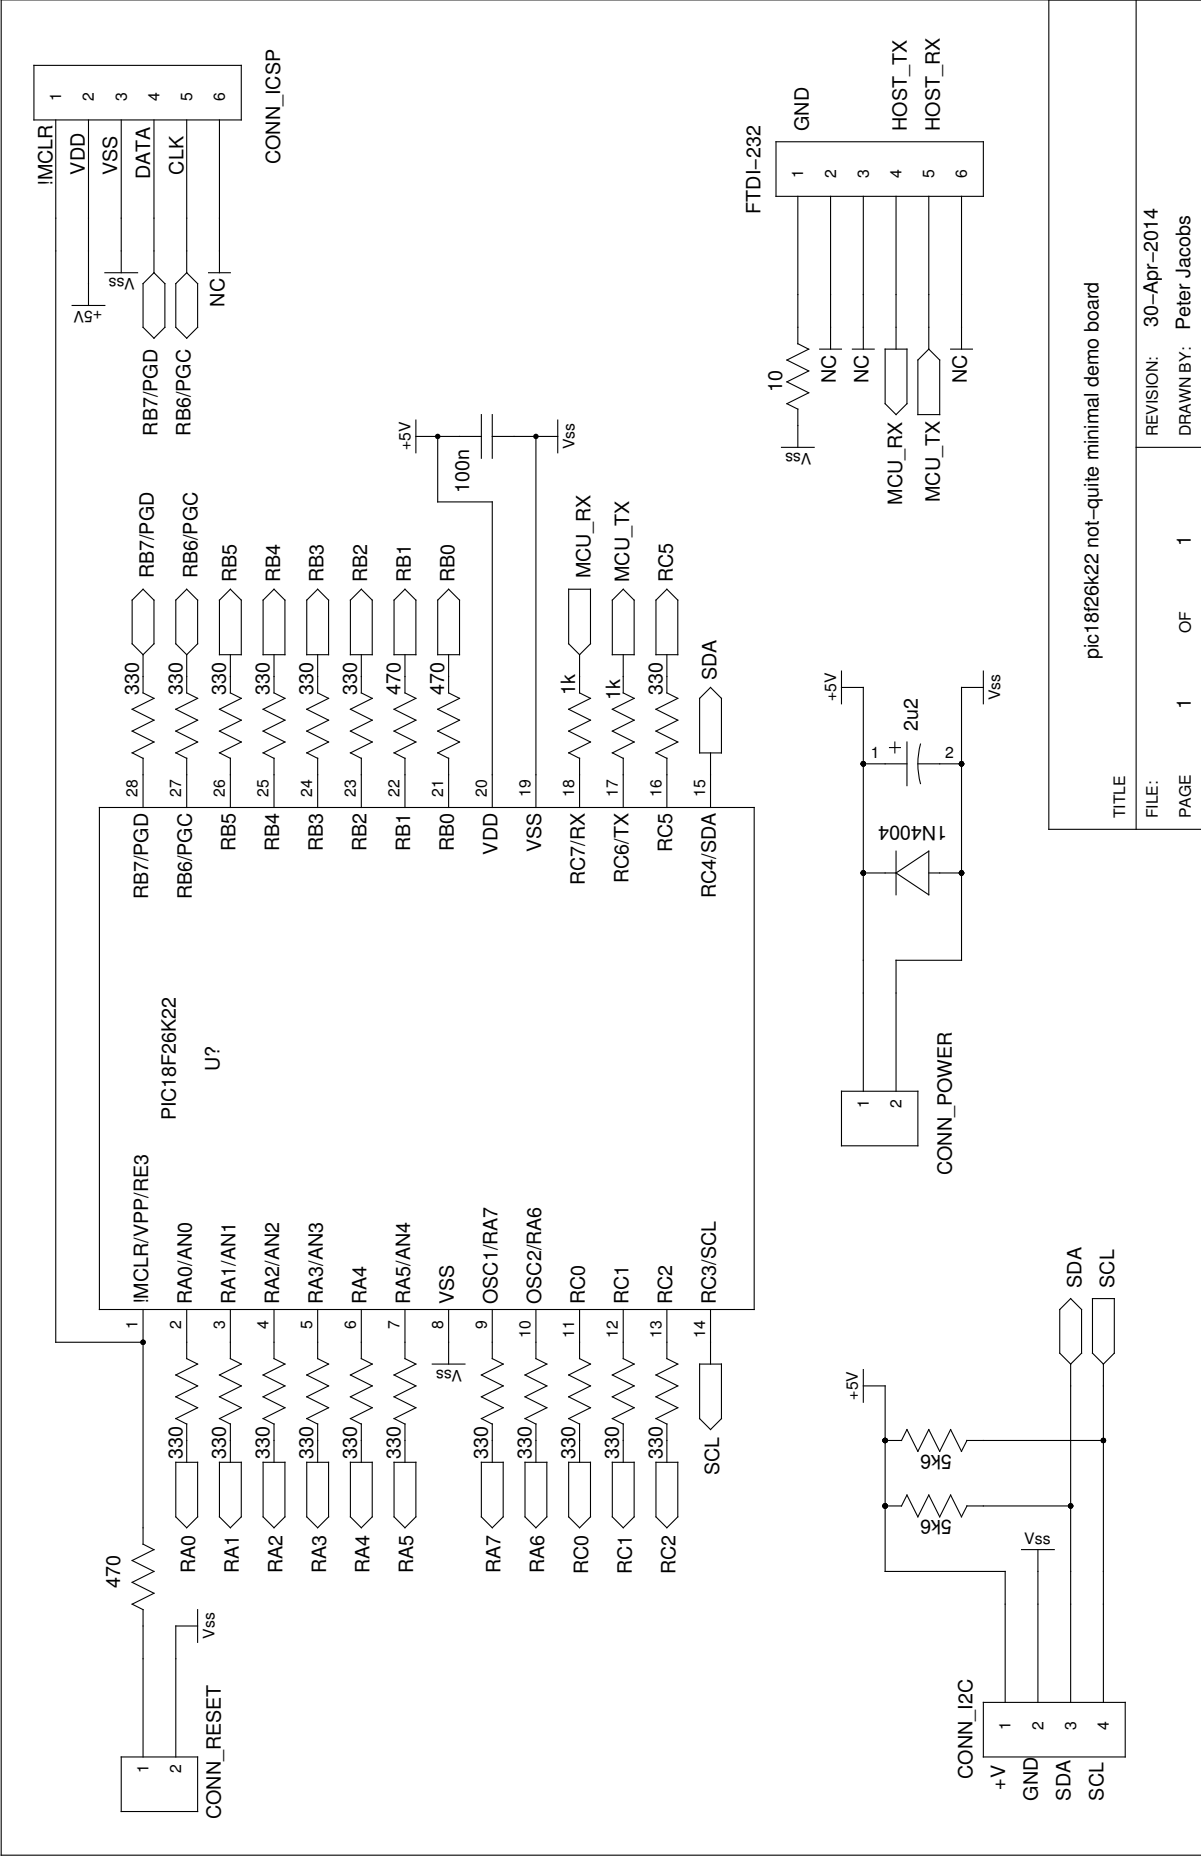 CONN_RESET
1
2
Vss
470
!MCLR
VDD
VSS
DATA
CLK
1
2
3
4
5
6
CONN_ICSP
+5V
Vss
RB7/PGD
RB6/PGC
NC
PIC18F26K22
U?
1 !MCLR/VPP/RE3
RA0 330 2 RA0/AN0
RA1 330 3 RA1/AN1
RA2 330 4 RA2/AN2
RA3 330 5 RA3/AN3
RA4 330 6 RA4
RA5 330 7 RA5/AN4
Vss 8 VSS
RA7 330 9 OSC1/RA7
RA6 330 10 OSC2/RA6
RC0 330 11 RC0
RC1 330 12 RC1
RC2 330 13 RC2
SCL 14 RC3/SCL
RB7/PGD 28 330 RB7/PGD
RB6/PGC 27 330 RB6/PGC
RB5 26 330 RB5
RB4 25 330 RB4
RB3 24 330 RB3
RB2 23 330 RB2
RB1 22 470 RB1
RB0 21 470 RB0
VDD 20
VSS 19
RC7/RX 18 1k MCU_RX
RC6/TX 17 1k MCU_TX
RC5 16 330 RC5
RC4/SDA 15 SDA
+5V
100n
Vss
FTDI-232
1 GND
2
3
4 HOST_TX
5 HOST_RX
6
10
Vss
NC
NC
MCU_RX
MCU_TX
NC
CONN_I2C
+V 1
GND 2
SDA 3
SCL 4
Vss
5k6
5k6
+5V
SDA
SCL
CONN_POWER
1
2
1N4004
1
+
2u2
2
+5V
Vss
TITLE
pic18f26k22 not-quite minimal demo board
FILE:
REVISION: 30-Apr-2014
PAGE 1 OF 1
DRAWN BY: Peter Jacobs